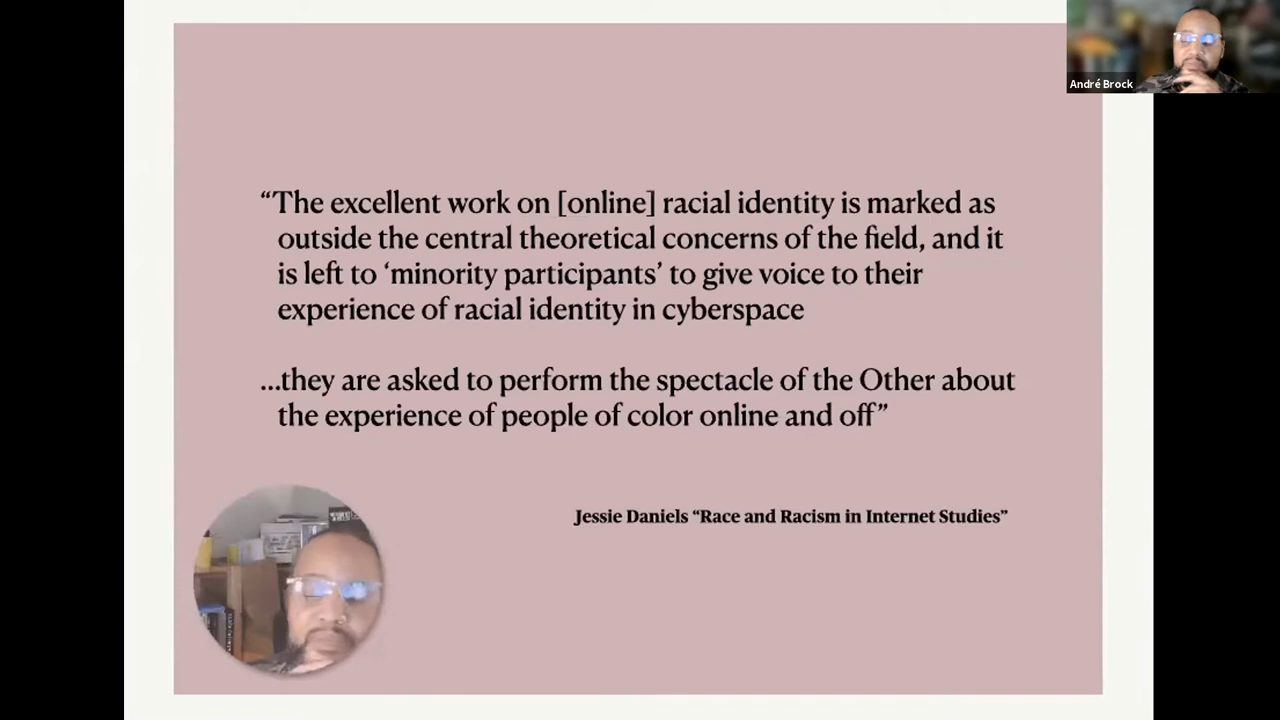 André Brock
“The excellent work on [online] racial identity is marked as
outside the central theoretical concerns of the field, and it
is left to ‘minority participants’ to give voice to their
experience of racial identity in cyberspace
...they are asked to perform the spectacle of the Other about
the experience of people of color online and off”
Jessie Daniels “Race and Racism in Internet Studies”